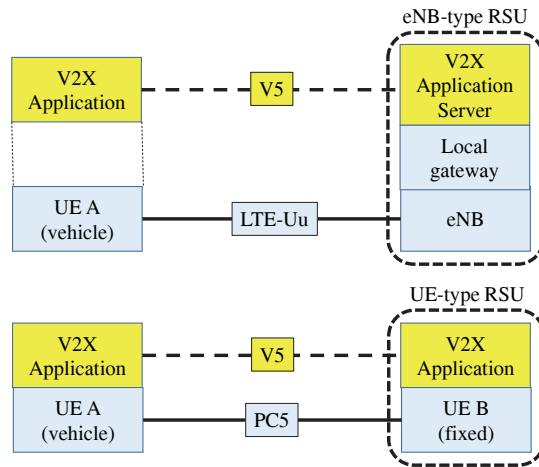 eNB-type RSU
V2X
Application
V5
V2X
Application
Server
Local
gateway
UE A
(vehicle)
LTE-Uu
eNB
UE-type RSU
V2X
Application
V5
V2X
Application
UE A
(vehicle)
PC5
UE B
(fixed)